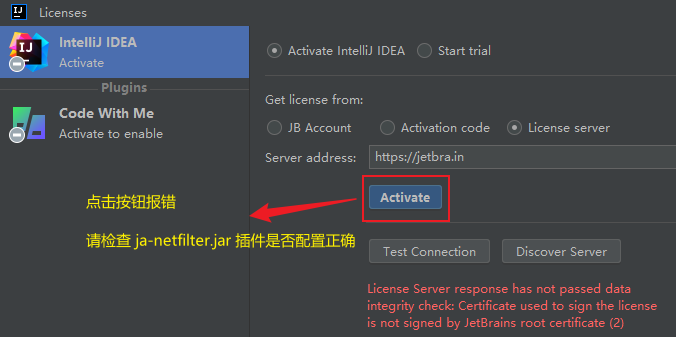 Licenses
IntelliJ IDEA
Activate
Plugins
Code With Me
Activate to enable
Activate IntelliJ IDEA
Start trial
Get license from:
JB Account
Activation code
License server
Server address:
https://jetbra.in
Activate
点击按钮报错
请检查 ja-netfilter.jar 插件是否配置正确
Test Connection
Discover Server
License Server response has not passed data
integrity check: Certificate used to sign the license
is not signed by JetBrains root certificate (2)